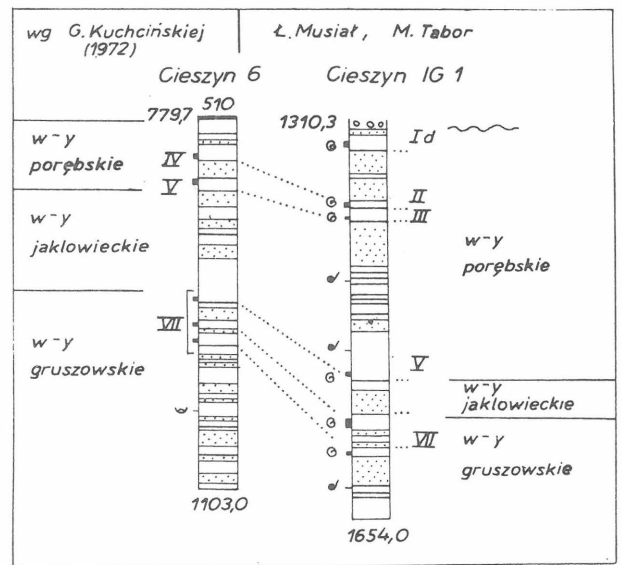 wg G. Kuchcińskiej
(1972)
Ł. Musiał, M. Tabor
Cieszyn 6
Cieszyn IG 1
779,7
510
1310,3
w-y
porębskie
w-y
jaklowieckie
w-y
gruszowskie
IV
V
VII
Id
II
III
V
VII
w-y
porębskie
w-y
jaklowieckie
w-y
gruszowskie
1103,0
1654,0